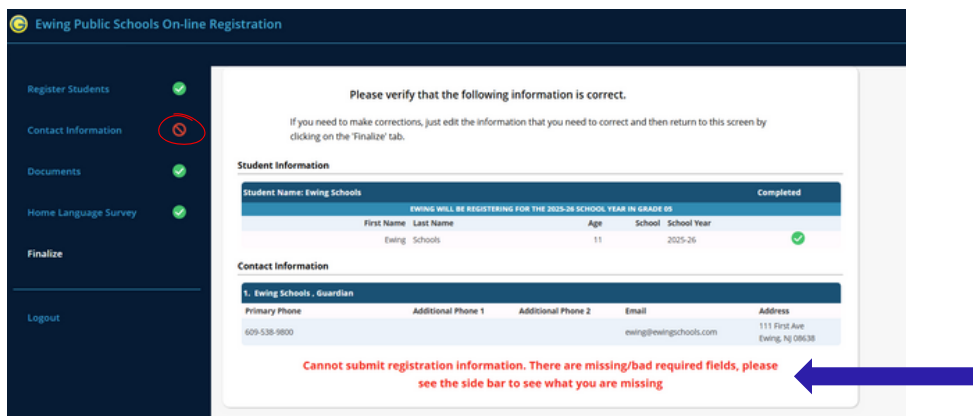 Ewing Public Schools On-line Registration
Register Students
Contact Information
Documents
Home Language Survey
Finalize
Logout
Please verify that the following information is correct.
If you need to make corrections, just edit the information that you need to correct and then return to this screen by
clicking on the 'Finalize' tab.
Student Information
Student Name: Ewing Schools Completed
EWING WILL BE REGISTERING FOR THE 2025-26 SCHOOL YEAR IN GRADE 05
First Name Last Name Age School School Year
Ewing Schools 11 2025-26
Contact Information
1. Ewing Schools , Guardian
Primary Phone Additional Phone 1 Additional Phone 2 Email Address
609-538-9800 ewing@ewingschools.com 111 First Ave
Ewing, NJ 08638
Cannot submit registration information. There are missing/bad required fields, please
see the side bar to see what you are missing